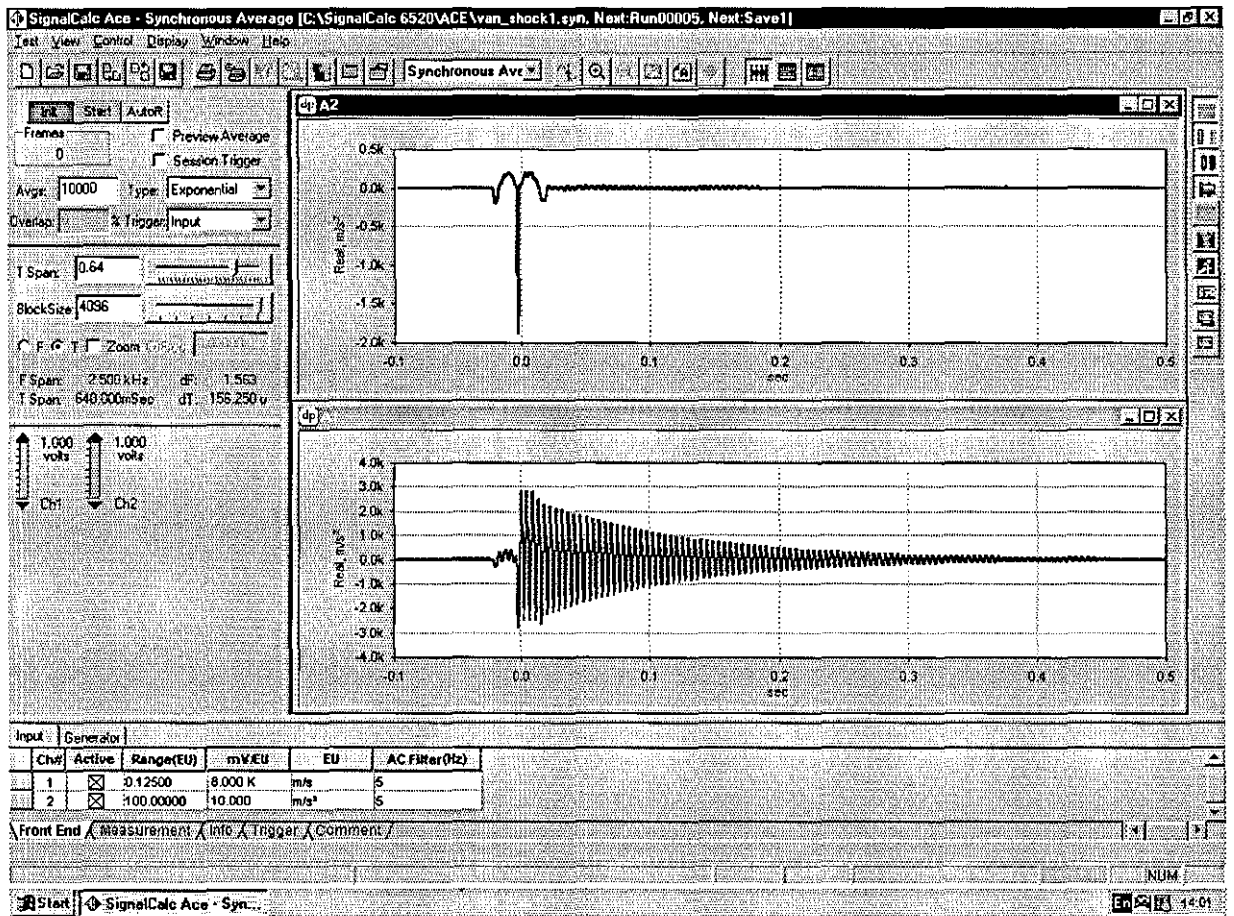 SignalCalc Ace - Synchronous Average [C:\SignalCalc 6520\ACE\van_shock1.syn, Next:Run00005, Next:Save1]
Test View Control Display Window Help
Synchronous Ave
Init Start AutoR
Frames
0
Preview Average
Session Trigger
Avgs: 10000 Type: Exponential
Overlap: % Trigger: Input
T Span: 0.64
BlockSize: 4096
F T Zoom
F Span: 2.500 kHz dF: 1.563
T Span: 640.000mSec dT: 156.250 u
1.000 volts 1.000 volts
Ch1 Ch2
dp A2
0.5k
0.0k
-0.5k
-1.0k
-1.5k
-2.0k
Real, m/s²
-0.1 0.0 0.1 0.2 0.3 0.4 0.5
sec
dp
4.0k
3.0k
2.0k
1.0k
0.0k
-1.0k
-2.0k
-3.0k
-4.0k
Real, m/s²
-0.1 0.0 0.1 0.2 0.3 0.4 0.5
sec
Input Generator
Ch# Active Range(EU) mV/EU EU AC Filter(Hz)
1 0.12500 8.000 K m/s 5
2 100.00000 10.000 m/s² 5
Front End Measurement Info Trigger Comment
NUM
Start SignalCalc Ace - Syn... En 14:01